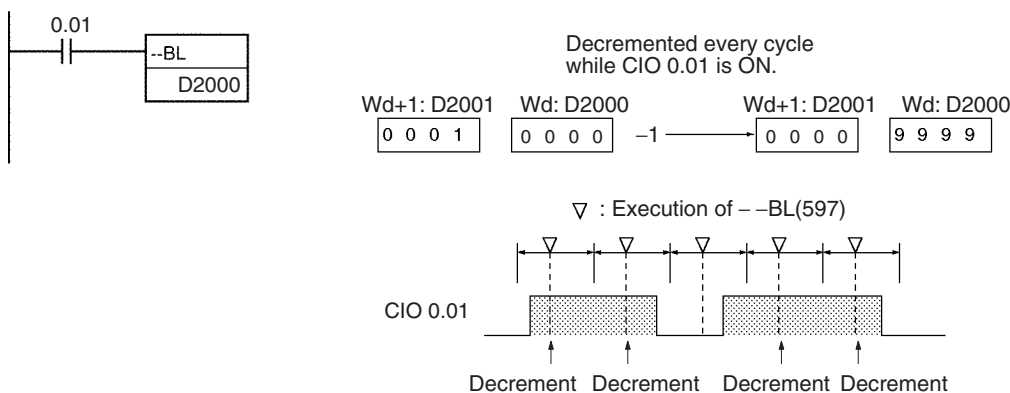 0.01
--BL
D2000
Decremented every cycle
while CIO 0.01 is ON.
Wd+1: D2001 Wd: D2000 Wd+1: D2001 Wd: D2000
0 0 0 1 0 0 0 0 −1 0 0 0 0 9 9 9 9
▽ : Execution of – –BL(597)
CIO 0.01
Decrement Decrement Decrement Decrement